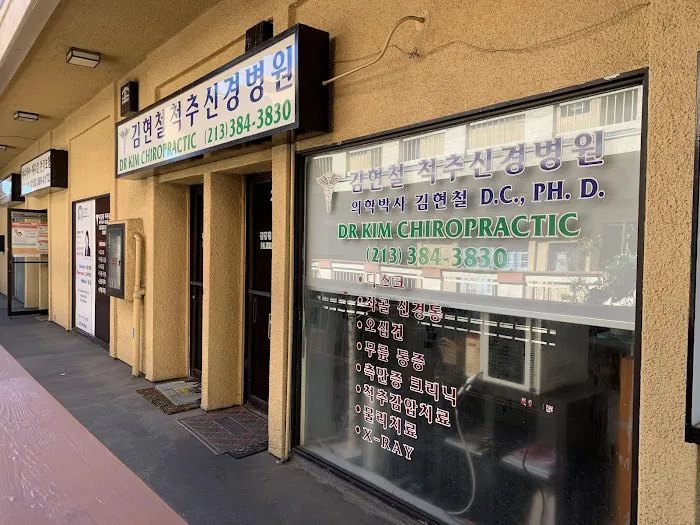 김현철 척추신경병원
DR KIM CHIROPRACTIC (213) 384-3830
김현철 척추신경병원
의학박사 김현철 D.C., PH. D.
DR KIM CHIROPRACTIC
(213) 384-3830
• 디스크
• 좌골 신경통
• 오십견
• 무릎 통증
• 측만증 크리닉
• 척추감압치료
• 물리치료
• X-RAY